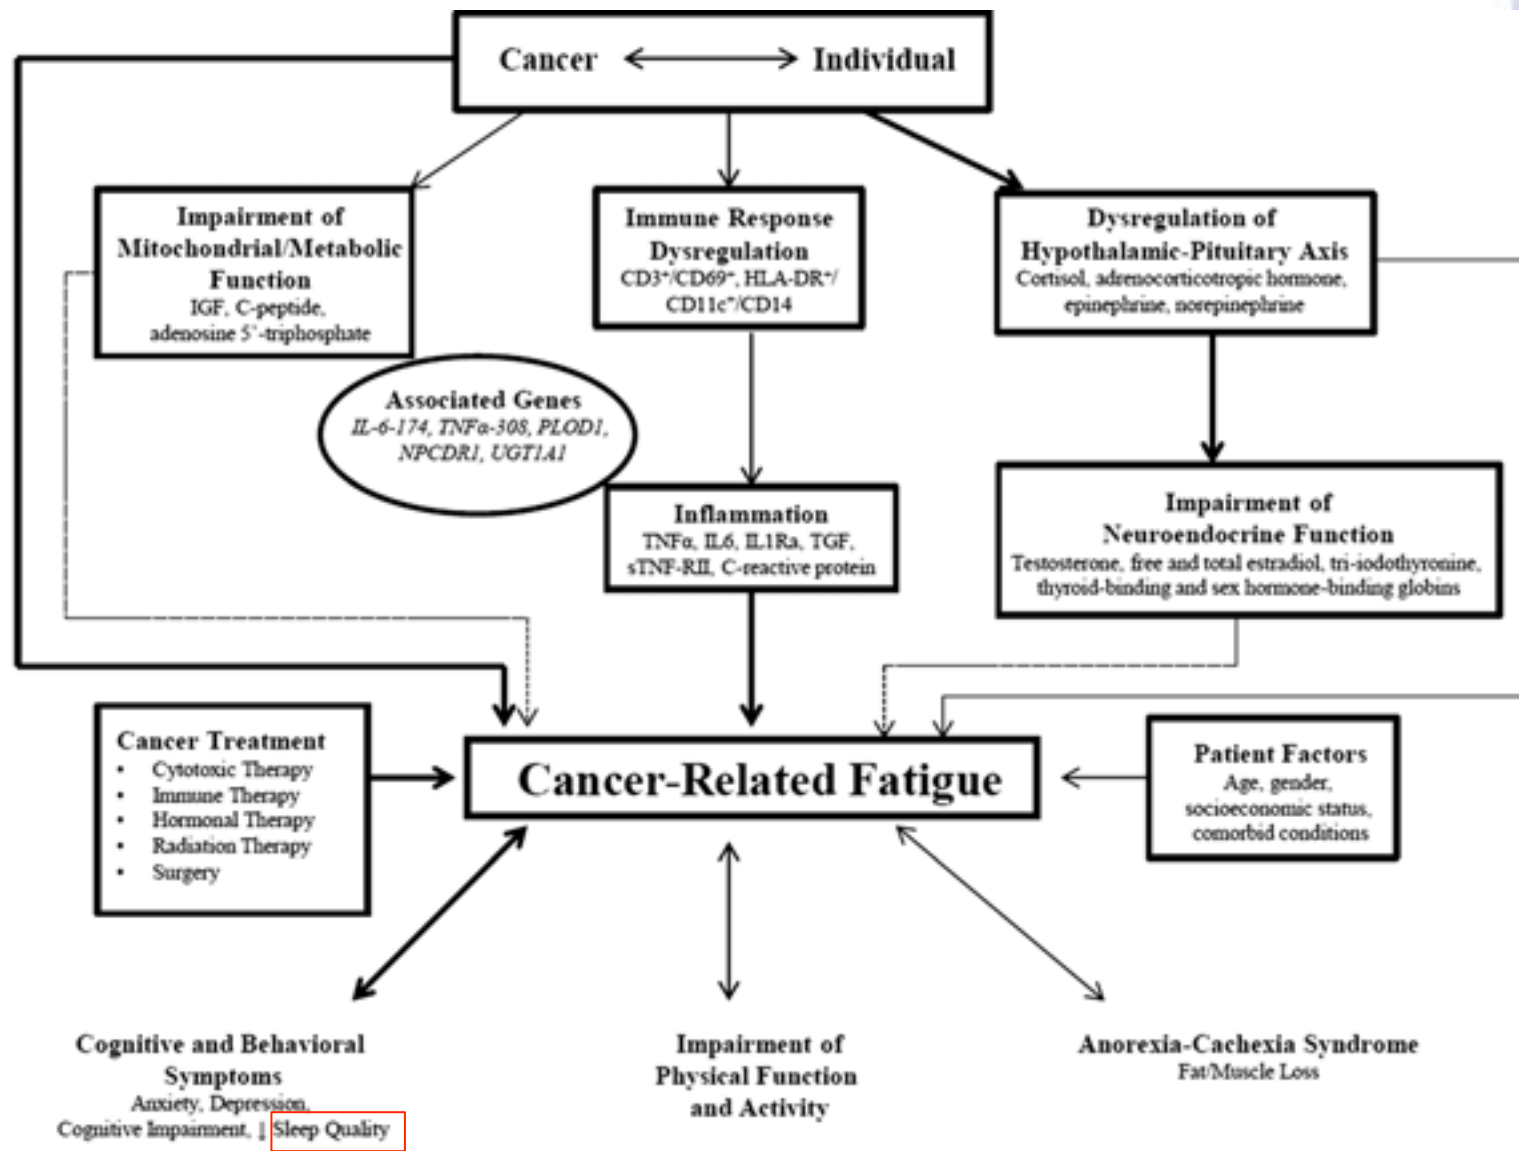 Cancer Individual
Impairment of
Mitochondrial/Metabolic
Function
IGF, C-peptide,
adenosine 5`-triphosphate
Immune Response
Dysregulation
CD3⁺/CD69⁺, HLA-DR⁺/
CD11c⁺/CD14
Dysregulation of
Hypothalamic-Pituitary Axis
Cortisol, adrenocorticotropic hormone,
epinephrine, norepinephrine
Associated Genes
IL-6-174, TNFα-308, PLOD1,
NPCDR1, UGT1A1
Inflammation
TNFα, IL6, IL1Ra, TGF,
sTNF-RII, C-reactive protein
Impairment of
Neuroendocrine Function
Testosterone, free and total estradiol, tri-iodothyronine,
thyroid-binding and sex hormone-binding globins
Cancer Treatment
• Cytotoxic Therapy
• Immune Therapy
• Hormonal Therapy
• Radiation Therapy
• Surgery
Cancer-Related Fatigue
Patient Factors
Age, gender,
socioeconomic status,
comorbid conditions
Cognitive and Behavioral
Symptoms
Anxiety, Depression,
Cognitive Impairment, ↓ Sleep Quality
Impairment of
Physical Function
and Activity
Anorexia-Cachexia Syndrome
Fat/Muscle Loss